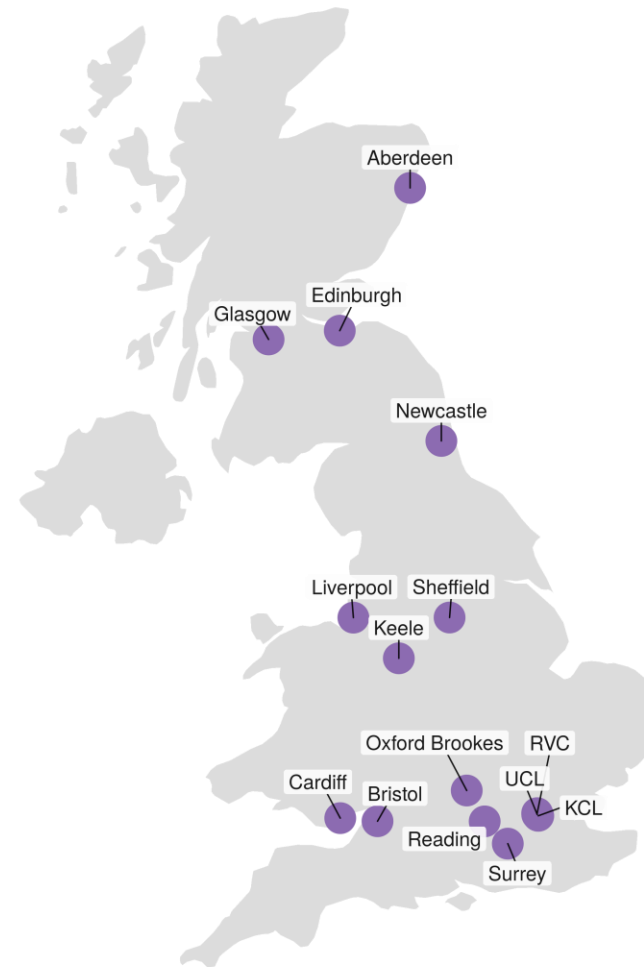 Aberdeen
Edinburgh
Glasgow
Newcastle
Liverpool
Sheffield
Keele
Oxford Brookes
RVC
UCL
Cardiff
Bristol
KCL
Reading
Surrey